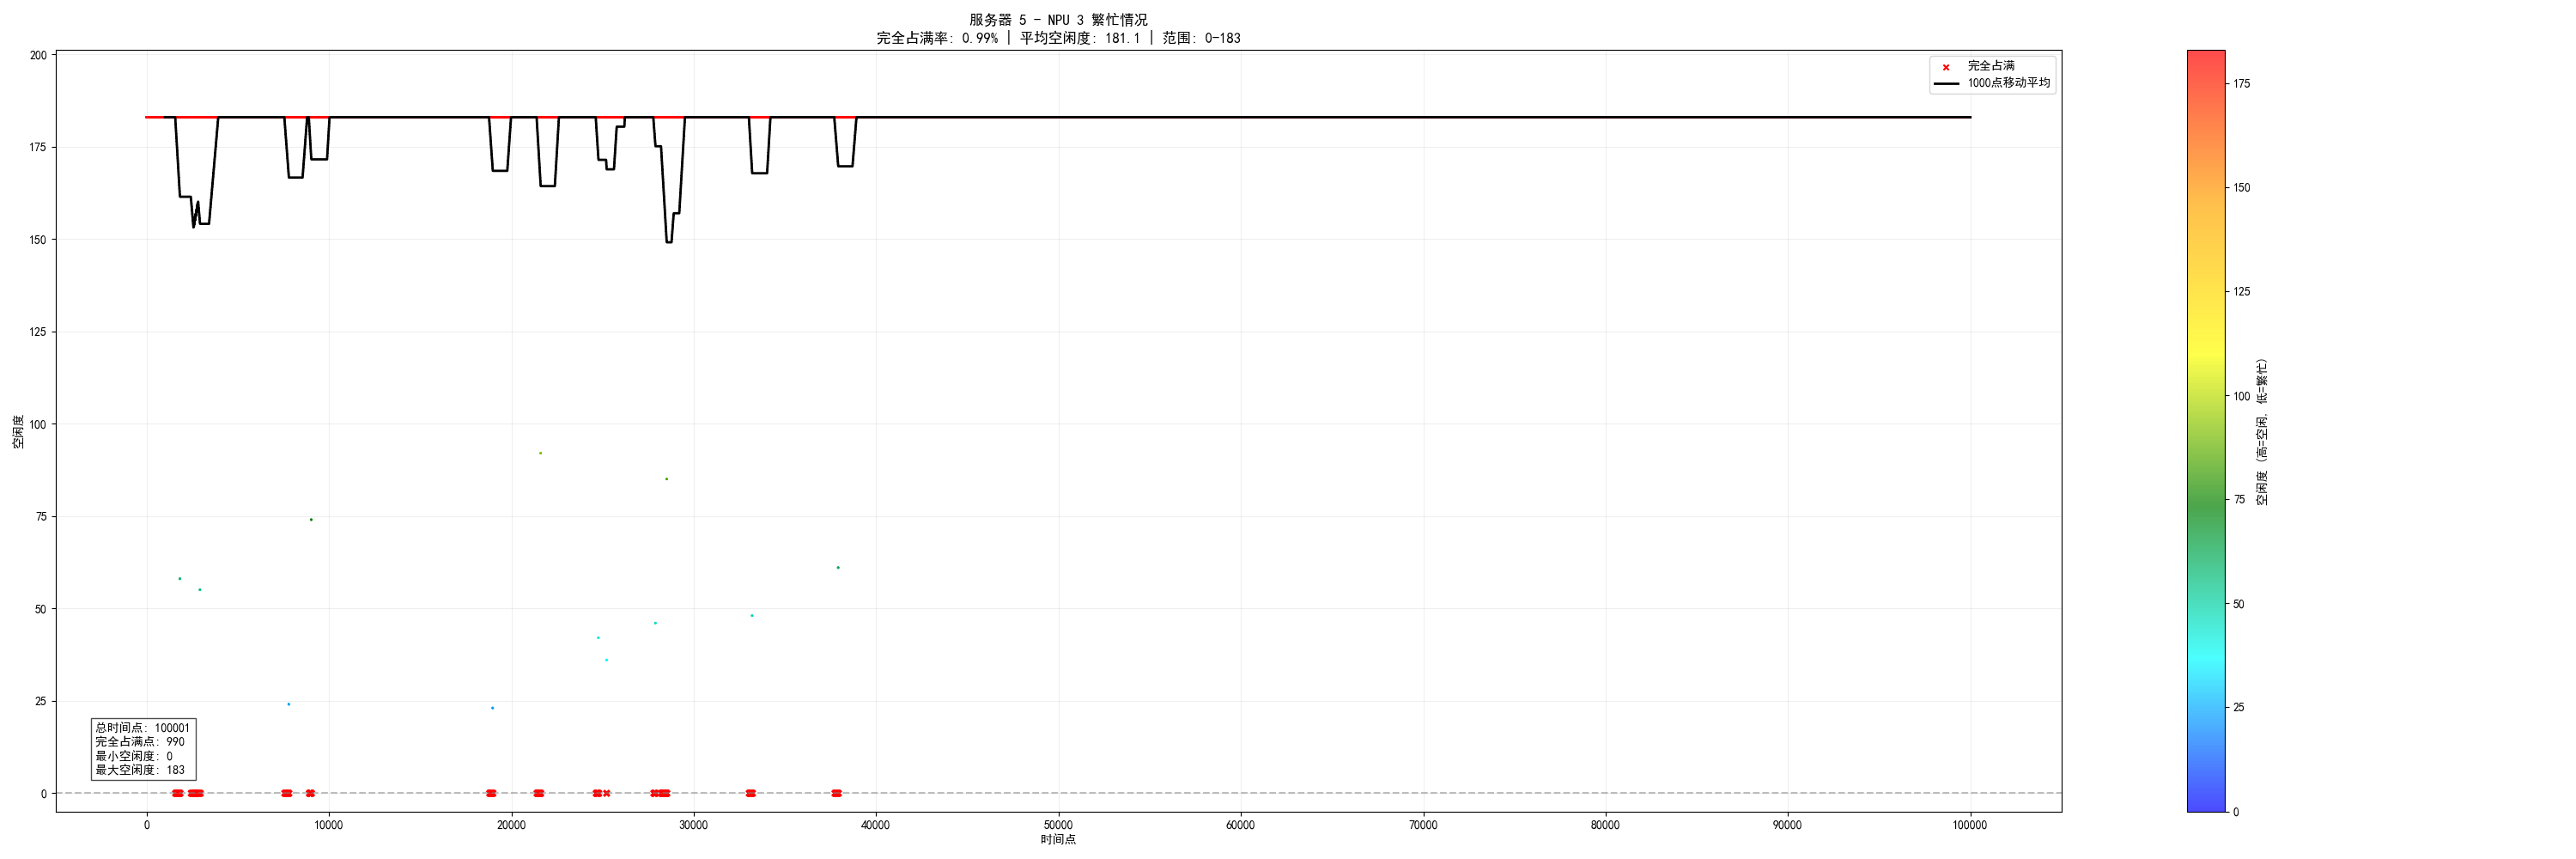 服务器 5 - NPU 3 繁忙情况
完全占满率: 0.99% | 平均空闲度: 181.1 | 范围: 0-183
完全占满
1000点移动平均
200
175
150
125
100
75
50
25
0
空闲度
总时间点: 100001
完全占满点: 990
最小空闲度: 0
最大空闲度: 183
0
10000
20000
30000
40000
50000
60000
70000
80000
90000
100000
时间点
175
150
125
100
75
50
25
0
空闲度 (高=空闲, 低=繁忙)